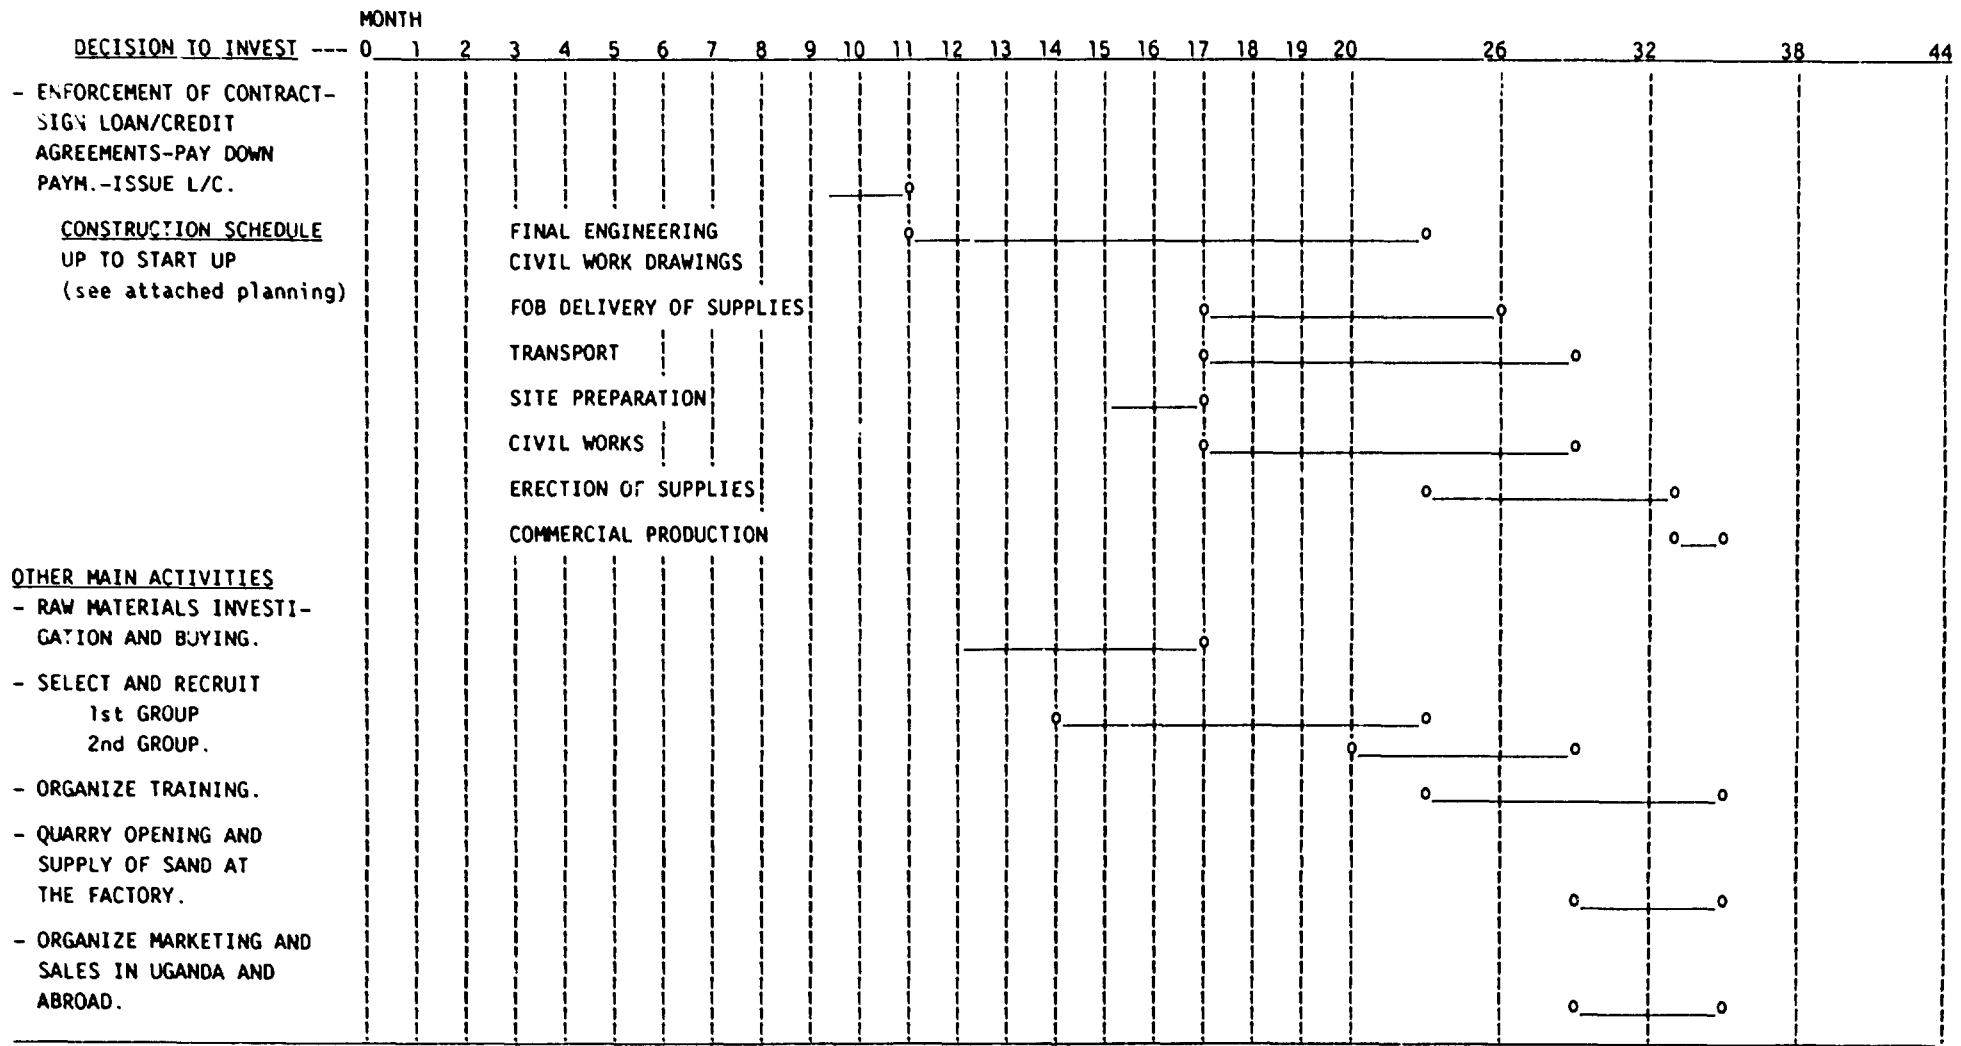 MONTH
DECISION TO INVEST --- 0 1 2 3 4 5 6 7 8 9 10 11 12 13 14 15 16 17 18 19 20 26 32 38 44
- ENFORCEMENT OF CONTRACT-
SIGN LOAN/CREDIT
AGREEMENTS-PAY DOWN
PAYM.-ISSUE L/C.
CONSTRUCTION SCHEDULE FINAL ENGINEERING
UP TO START UP CIVIL WORK DRAWINGS
(see attached planning)
FOB DELIVERY OF SUPPLIES
TRANSPORT
SITE PREPARATION
CIVIL WORKS
ERECTION OF SUPPLIES
COMMERCIAL PRODUCTION
OTHER MAIN ACTIVITIES
- RAW MATERIALS INVESTI-
GATION AND BUYING.
- SELECT AND RECRUIT
1st GROUP
2nd GROUP.
- ORGANIZE TRAINING.
- QUARRY OPENING AND
SUPPLY OF SAND AT
THE FACTORY.
- ORGANIZE MARKETING AND
SALES IN UGANDA AND
ABROAD.